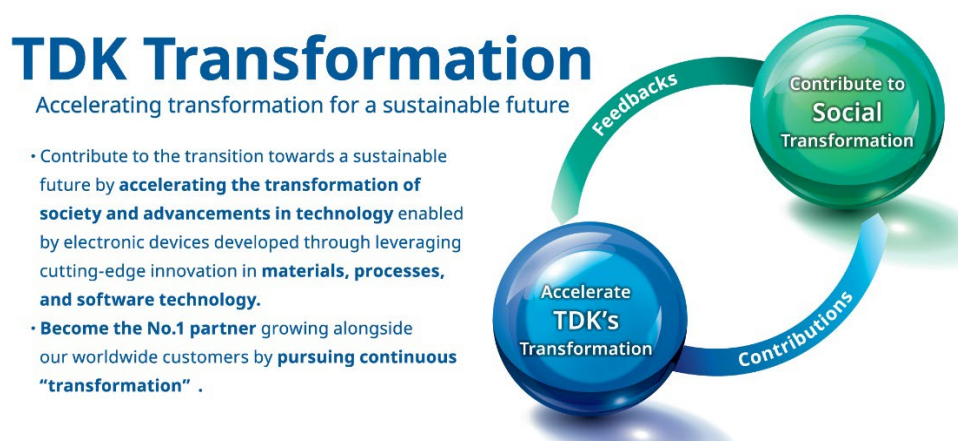 TDK Transformation
Accelerating transformation for a sustainable future
・Contribute to the transition towards a sustainable
future by accelerating the transformation of
society and advancements in technology enabled
by electronic devices developed through leveraging
cutting-edge innovation in materials, processes,
and software technology.
・Become the No.1 partner growing alongside
our worldwide customers by pursuing continuous
“transformation” .
Feedbacks
Contribute to
Social
Transformation
Accelerate
TDK's
Transformation
Contributions